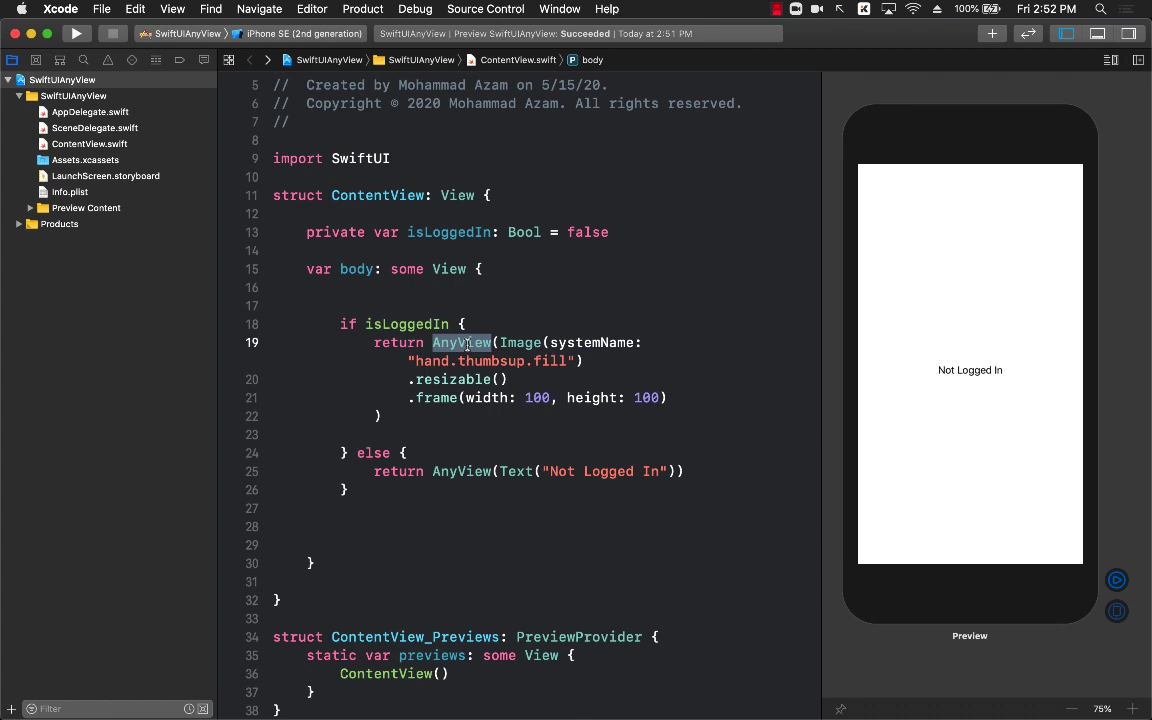 Xcode File Edit View Find Navigate Editor Product Debug Source Control Window Help 100% Fri 2:52 PM
SwiftUIAnyView iPhone SE (2nd generation) SwiftUIAnyView | Preview SwiftUIAnyView: Succeeded | Today at 2:51 PM
SwiftUIAnyView SwiftUIAnyView ContentView.swift P body
SwiftUIAnyView
SwiftUIAnyView
AppDelegate.swift
SceneDelegate.swift
ContentView.swift
Assets.xcassets
LaunchScreen.storyboard
Info.plist
Preview Content
Products
5 // Created by Mohammad Azam on 5/15/20.
6 // Copyright © 2020 Mohammad Azam. All rights reserved.
7 //
8
9 import SwiftUI
10
11 struct ContentView: View {
12
13 private var isLoggedIn: Bool = false
14
15 var body: some View {
16
17
18 if isLoggedIn {
19 return AnyView(Image(systemName:
"hand.thumbsup.fill")
20 .resizable()
21 .frame(width: 100, height: 100)
22 )
23
24 } else {
25 return AnyView(Text("Not Logged In"))
26 }
27
28
29
30 }
31
32 }
33
34 struct ContentView_Previews: PreviewProvider {
35 static var previews: some View {
36 ContentView()
37 }
38 }
Not Logged In
Preview
Filter
75%